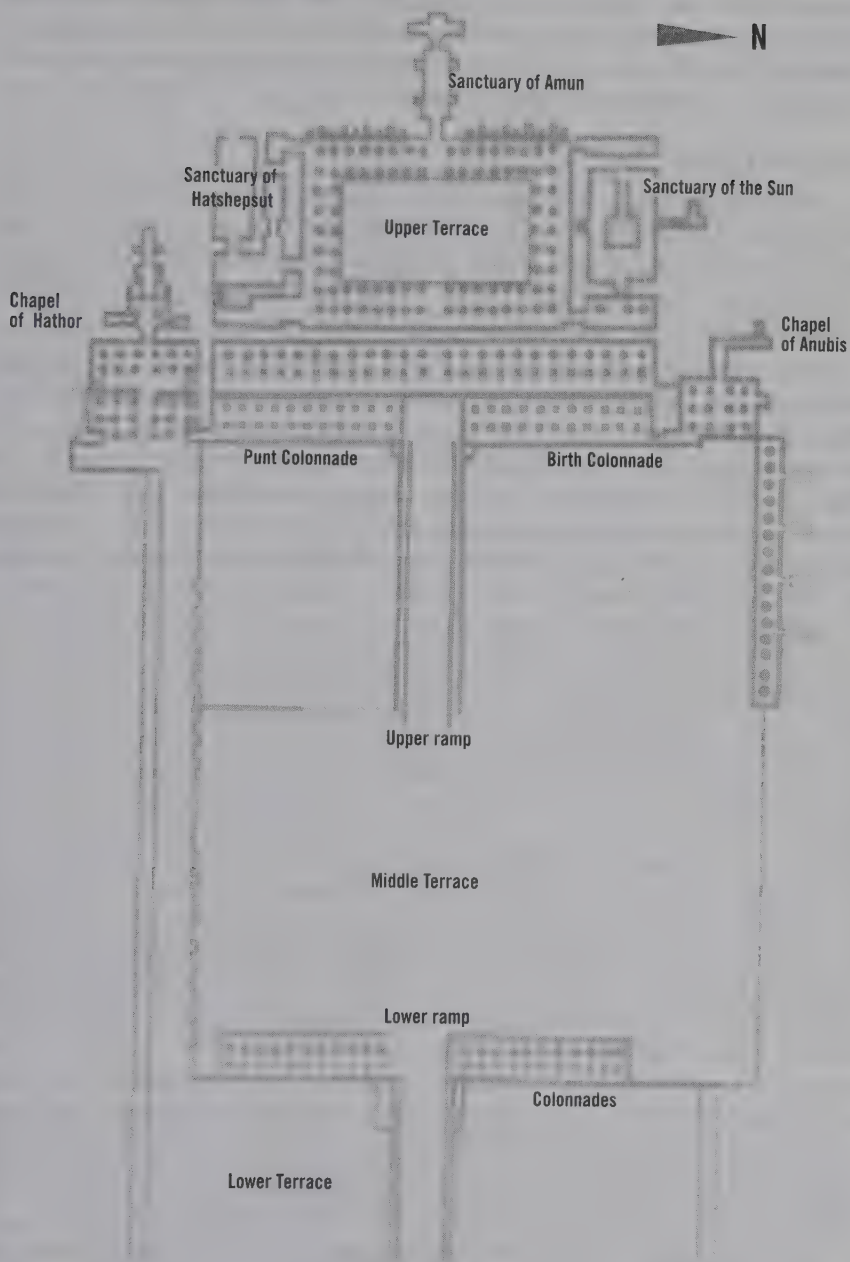 N
Sanctuary of Amun
Sanctuary of
Hatshepsut
Sanctuary of the Sun
Upper Terrace
Chapel
of Hathor
Chapel
of Anubis
Punt Colonnade
Birth Colonnade
Upper ramp
Middle Terrace
Lower ramp
Colonnades
Lower Terrace